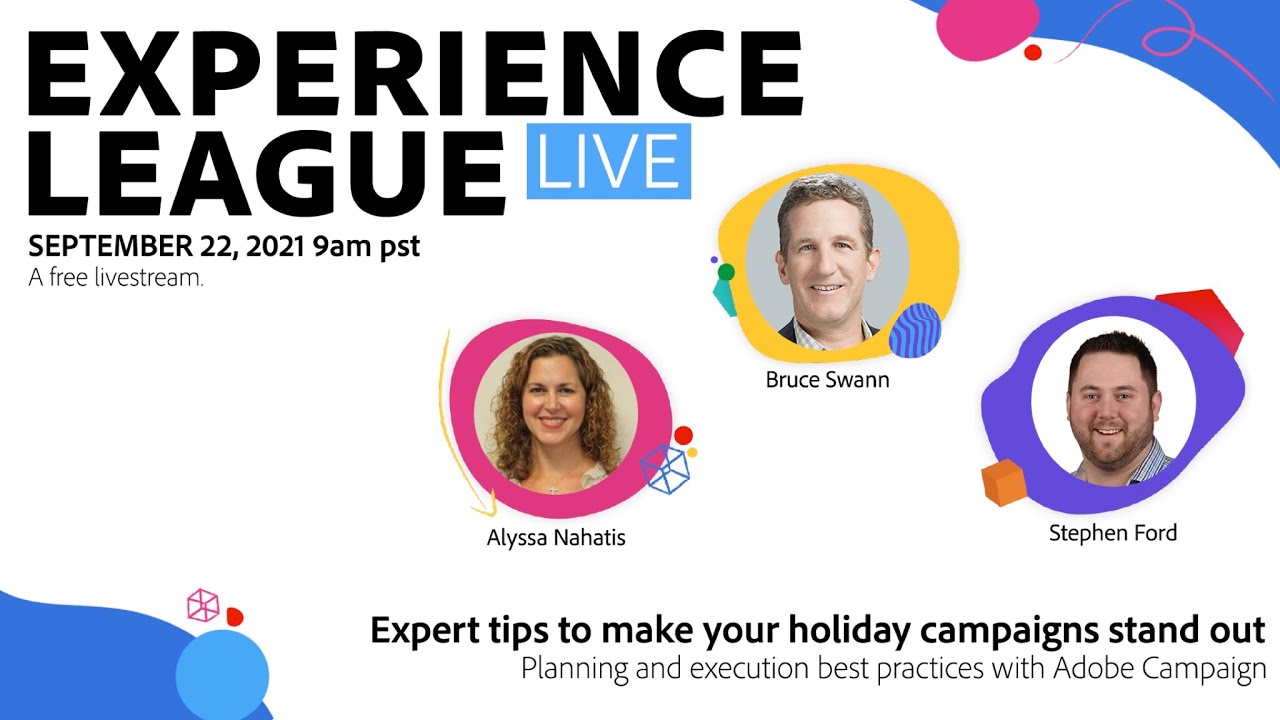 EXPERIENCE
LEAGUE LIVE
SEPTEMBER 22, 2021 9am pst
A free livestream.
Bruce Swann
Stephen Ford
Alyssa Nahatis
Expert tips to make your holiday campaigns stand out
Planning and execution best practices with Adobe Campaign